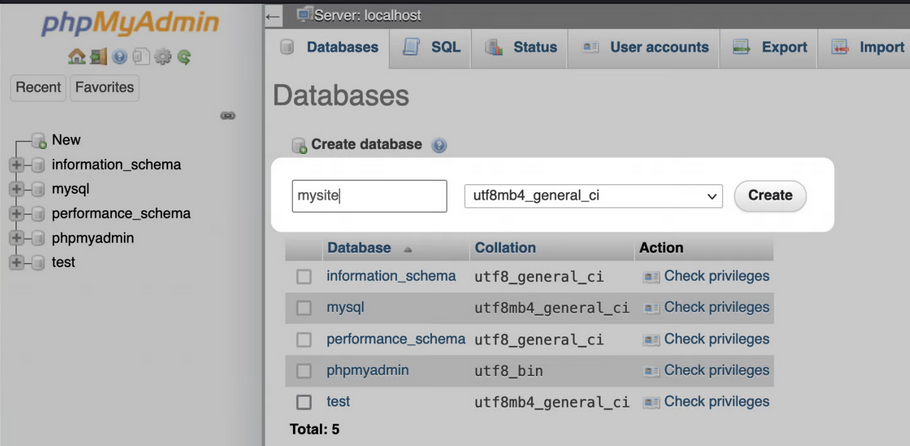 phpMyAdmin
Recent Favorites
New
information_schema
mysql
performance_schema
phpmyadmin
test
Server: localhost
Databases SQL Status User accounts Export Import
Databases
Create database
mysite utf8mb4_general_ci Create
Database Collation Action
information_schema utf8_general_ci Check privileges
mysql utf8mb4_general_ci Check privileges
performance_schema utf8_general_ci Check privileges
phpmyadmin utf8_bin Check privileges
test utf8mb4_general_ci Check privileges
Total: 5